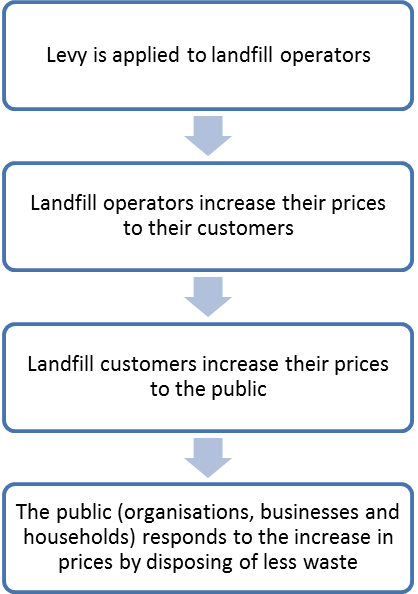 Levy is applied to landfill operators
Landfill operators increase their prices
to their customers
Landfill customers increase their prices
to the public
The public (organisations, businesses and
households) responds to the increase in
prices by disposing of less waste